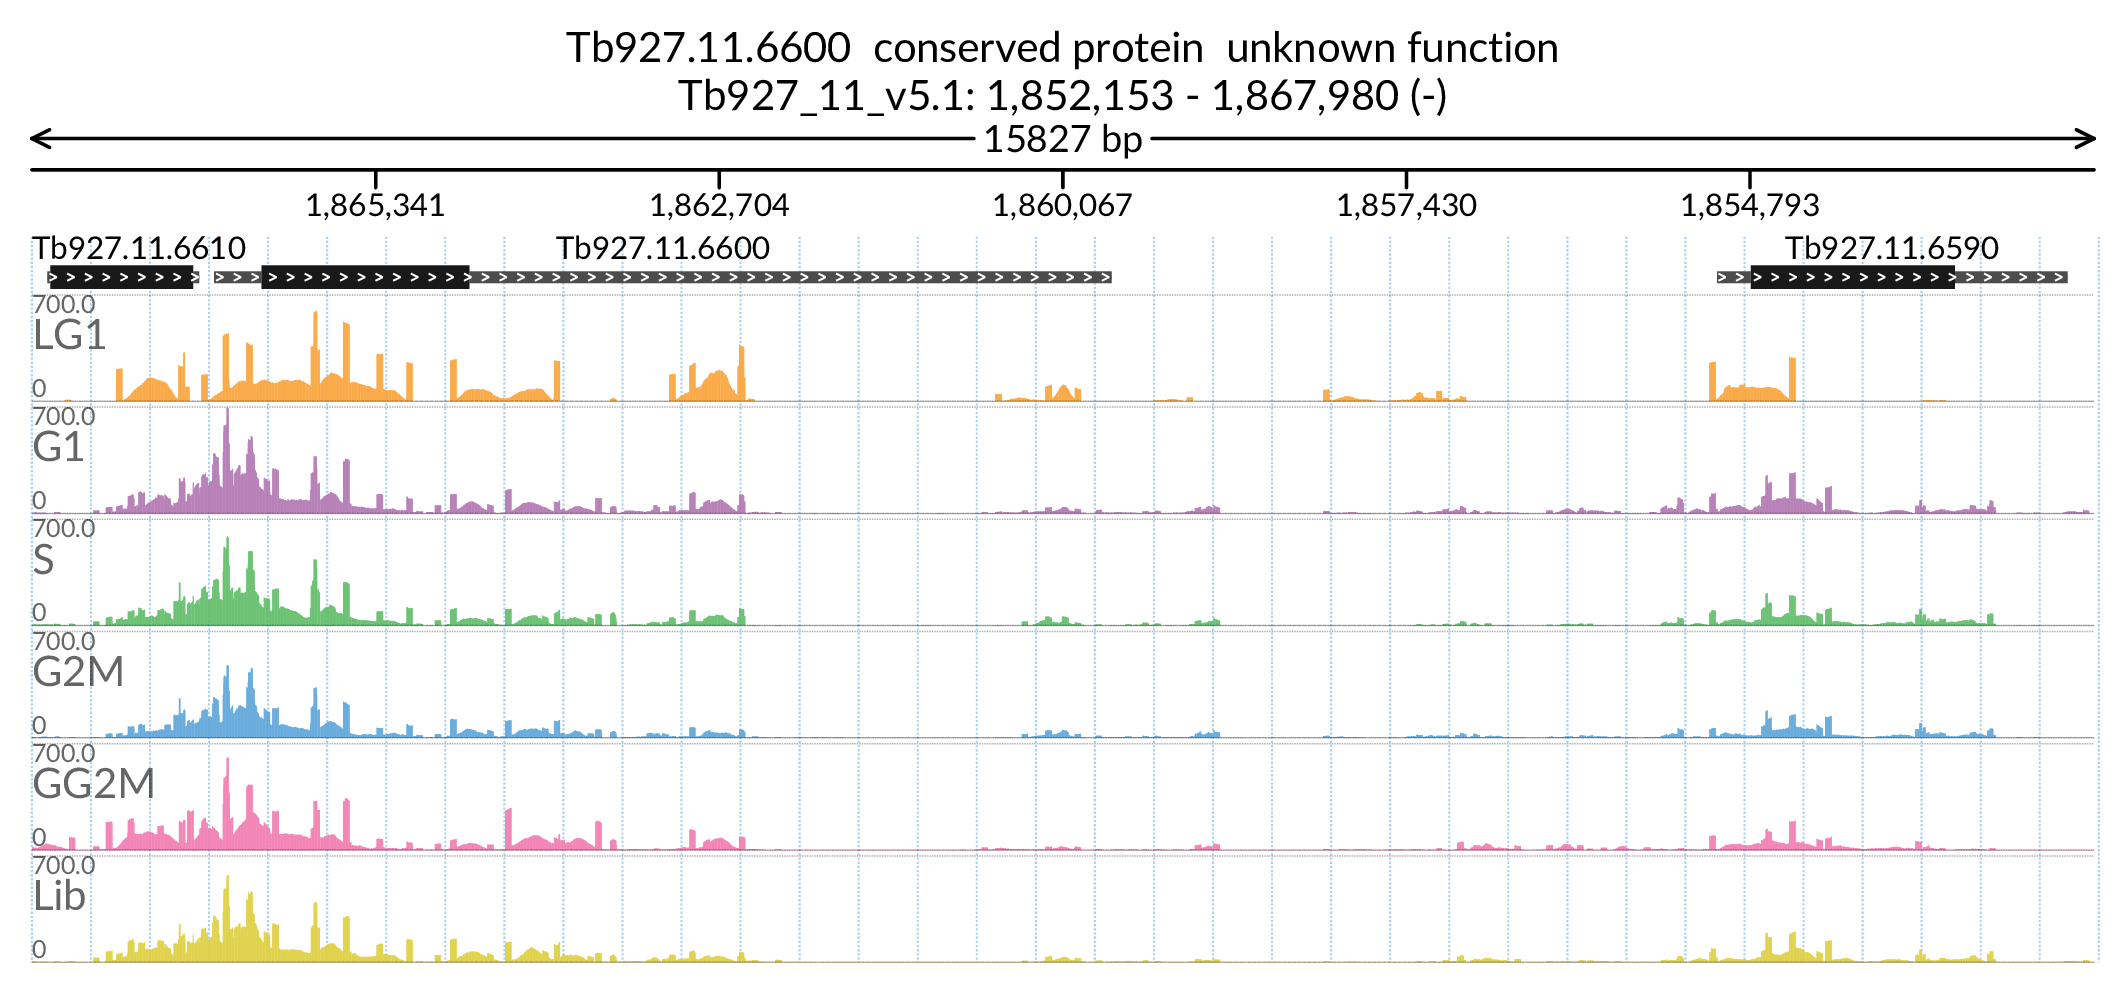 Tb927.11.6600 conserved protein unknown function
Tb927_11_v5.1: 1,852,153 - 1,867,980 (-)
15827 bp
1,865,341 1,862,704 1,860,067 1,857,430 1,854,793
Tb927.11.6610 Tb927.11.6600 Tb927.11.6590
700.0
LG1
0
700.0
G1
0
700.0
S
0
700.0
G2M
0
700.0
GG2M
0
700.0
Lib
0